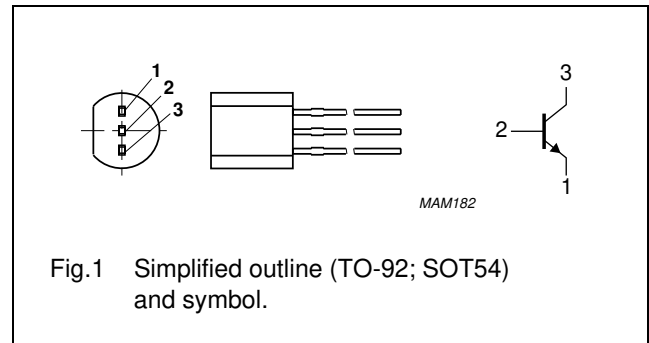 1
2
3
3
2
1
MAM182
Fig.1 Simplified outline (TO-92; SOT54)
and symbol.